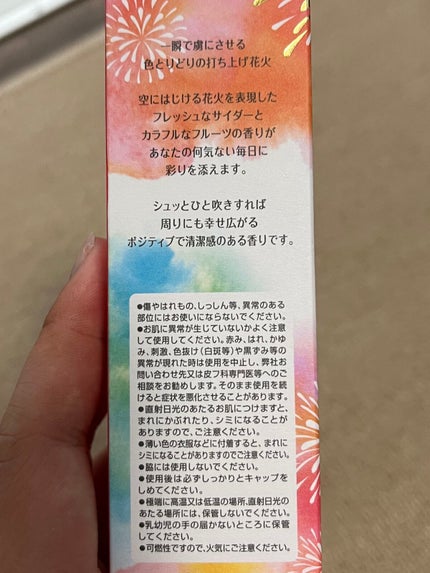 一瞬で虜にさせる
色とりどりの打ち上げ花火
空にはじける花火を表現した
フレッシュなサイダーと
カラフルなフルーツの香りが
あなたの何気ない毎日に
彩りを添えます。
シュッとひと吹きすれば
周りにも幸せ広がる
ポジティブで清潔感のある香りです。
●傷やはれもの、しっしん等、異常のある
部位にはお使いにならないでください。
●お肌に異常が生じていないかよく注意
して使用してください。赤み、はれ、かゆ
み、刺激、色抜け(白斑等)や黒ずみ等の
異常が現れた時は使用を中止し、弊社お
問い合わせ先又は皮フ科専門医等へのご
相談をお勧めします。そのまま使用を続
けると症状を悪化させることがあります。
●直射日光のあたるお肌につけますと、
まれにかぶれたり、シミになることが
ありますので、ご注意ください。
●薄い色の衣服などに付着すると、まれに
シミになることがありますのでご注意ください。
●脇には使用しないでください。
●使用後は必ずしっかりとキャップを
しめてください。
●極端に高温又は低温の場所、直射日光の
あたる場所には、保管しないでください。
●乳幼児の手の届かないところに保管
してください。
●可燃性ですので、火気にご注意ください。